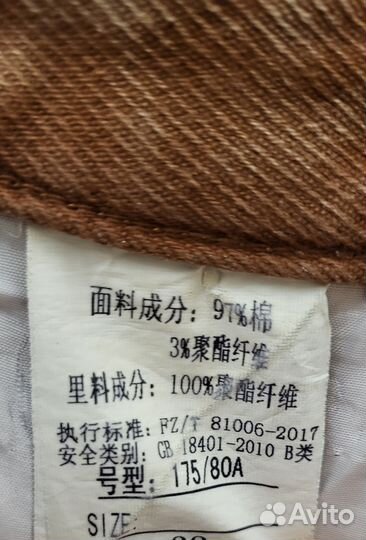 面料成分: 97%棉
3%聚酯纤维
里料成分: 100%聚酯纤维
执行标准: FZ/T 81006-2017
安全类别: GB 18401-2010 B类
号型: 175/80A
SIZE:
Avito